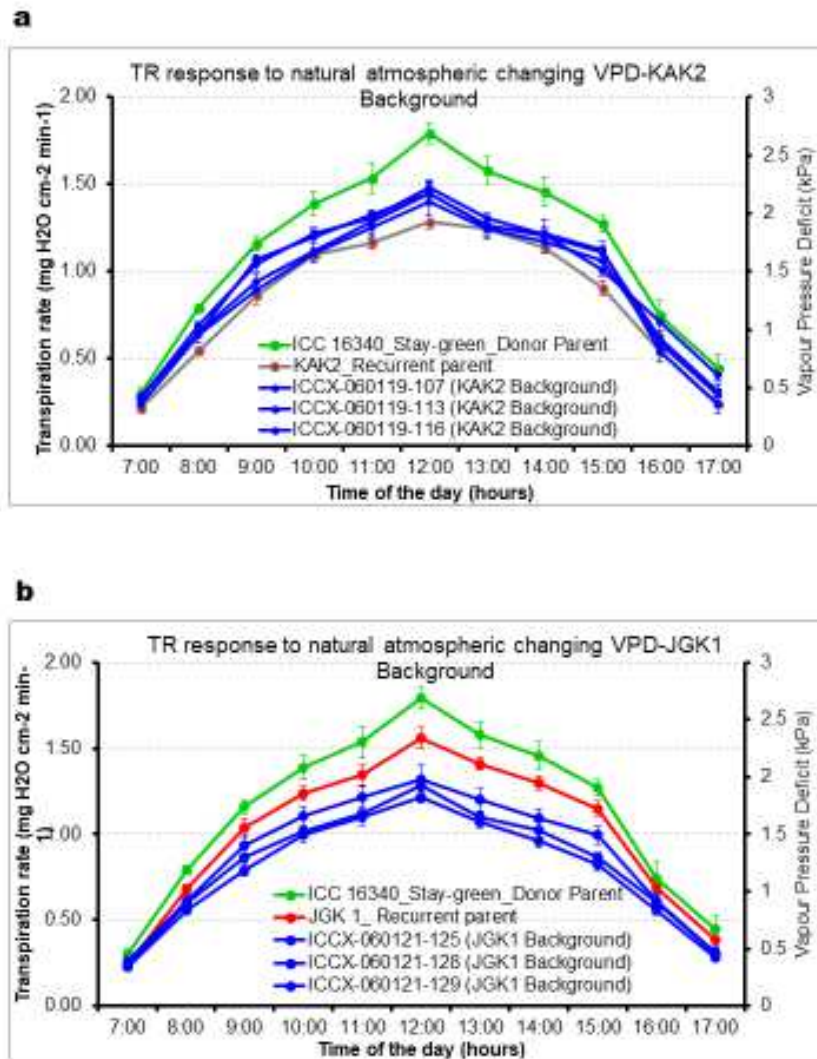 a
TR response to natural atmospheric changing VPD-KAK2
Background
2.00
1.50
1.00
0.50
0.00
Transpiration rate (mg H2O cm-2 min-1)
3
2.5
2
1.5
1
0.5
0
Vapour Pressure Deficit (kPa)
ICC 16340_Stay-green_Donor Parent
KAK2_Recurrent parent
ICCX-060119-107 (KAK2 Background)
ICCX-060119-113 (KAK2 Background)
ICCX-060119-116 (KAK2 Background)
7:00 8:00 9:00 10:00 11:00 12:00 13:00 14:00 15:00 16:00 17:00
Time of the day (hours)
b
TR response to natural atmospheric changing VPD-JGK1
Background
2.00
1.50
1.00
0.50
0.00
Transpiration rate (mg H2O cm-2 min-
1)
3
2.5
2
1.5
1
0.5
0
Vapour Pressure Deficit (kPa)
ICC 16340_Stay-green_Donor Parent
JGK 1_ Recurrent parent
ICCX-060121-125 (JGK1 Background)
ICCX-060121-128 (JGK1 Background)
ICCX-060121-129 (JGK1 Background)
7:00 8:00 9:00 10:00 11:00 12:00 13:00 14:00 15:00 16:00 17:00
Time of the day (hours)